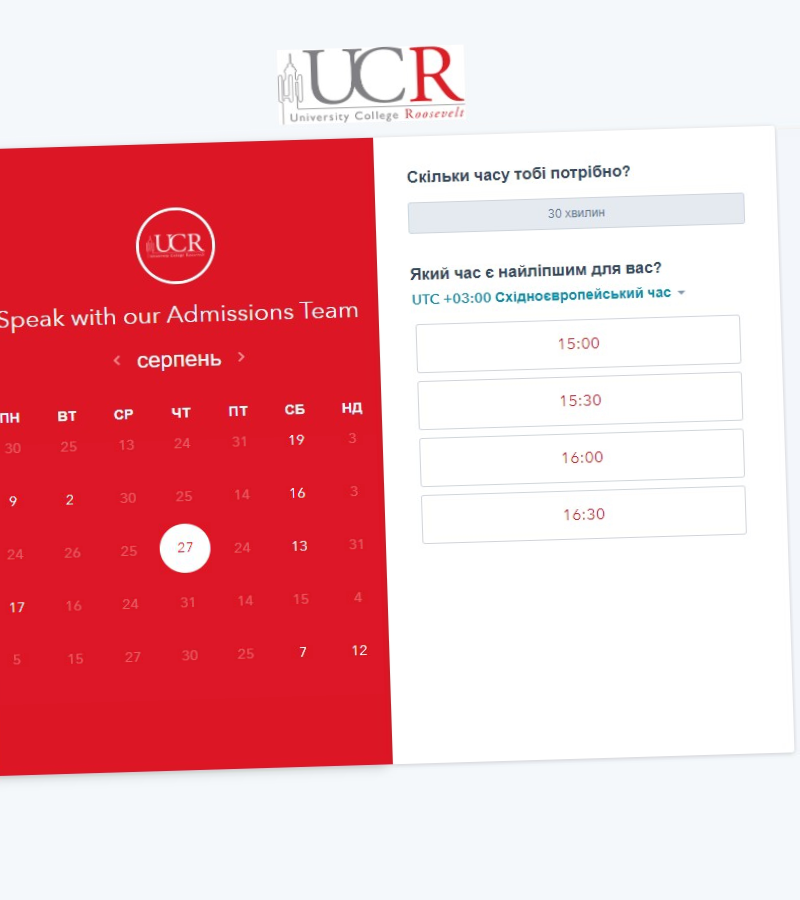 UCR
University College Roosevelt
UCR
University College Roosevelt
Speak with our Admissions Team
серпень
ПН ВТ СР ЧТ ПТ СБ НД
30 25 13 24 31 19 3
9 2 30 25 14 16 3
24 26 25 27 24 13 31
17 16 24 31 14 15 4
5 15 27 30 25 7 12
Скільки часу тобі потрібно?
30 хвилин
Який час є найліпшим для вас?
UTC +03:00 Східноєвропейський час
15:00
15:30
16:00
16:30